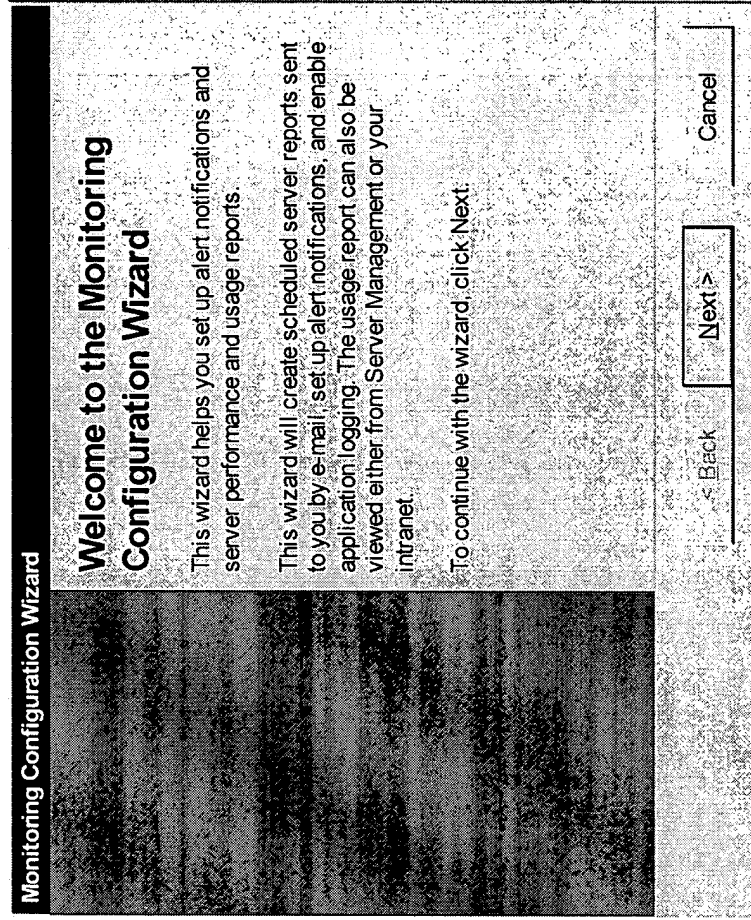 Monitoring Configuration Wizard
Welcome to the Monitoring
Configuration Wizard
This wizard helps you set up alert notifications and
server performance and usage reports.
This wizard will create scheduled server reports sent
to you by e-mail, set up alert notifications, and enable
application logging. The usage report can also be
viewed either from Server Management or your
intranet.
To continue with the wizard, click Next.
< Back
Next >
Cancel